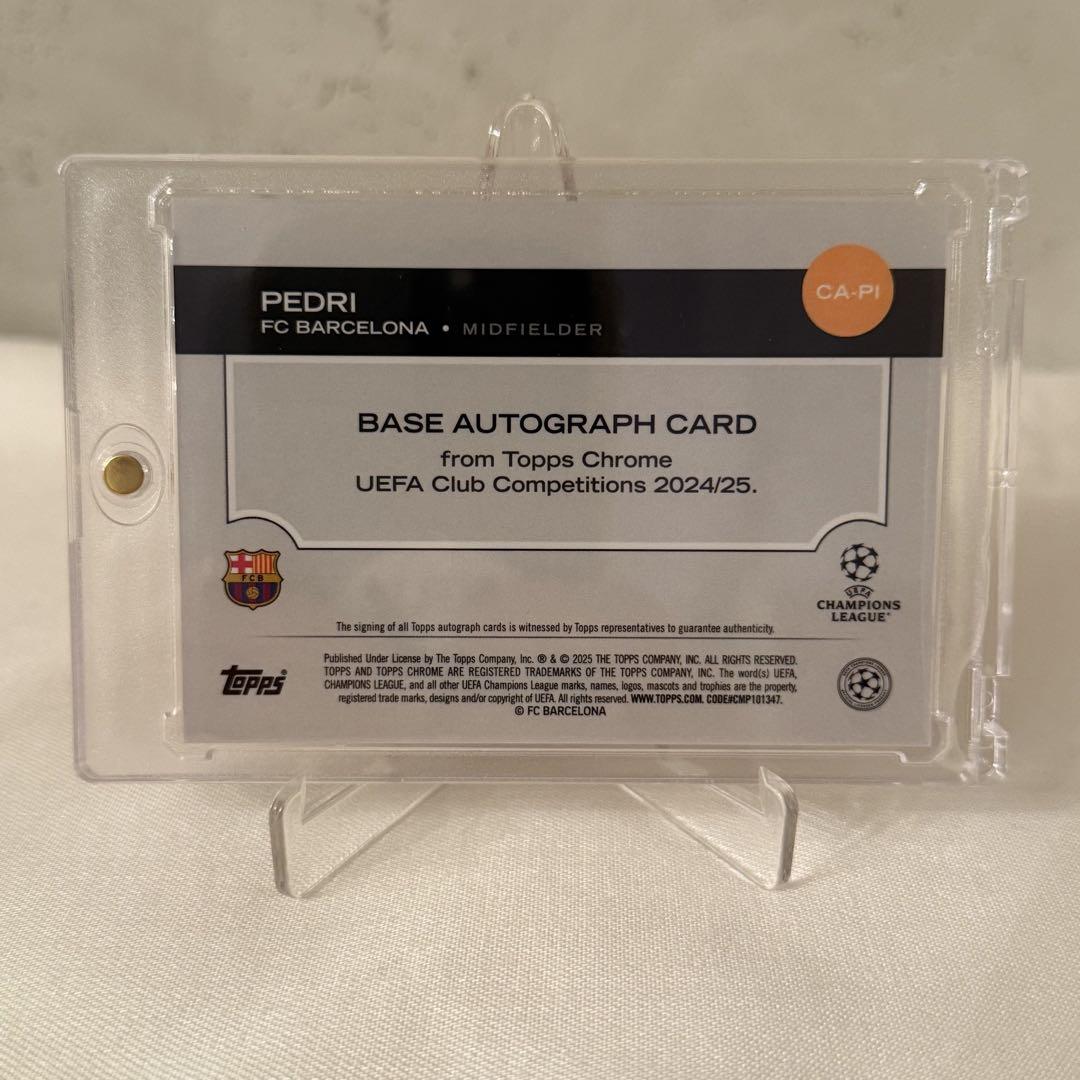 PEDRI
FC BARCELONA • MIDFIELDER
CA-PI
BASE AUTOGRAPH CARD
from Topps Chrome
UEFA Club Competitions 2024/25.
FCB
UEFA
CHAMPIONS
LEAGUE®
The signing of all Topps autograph cards is witnessed by Topps representatives to guarantee authenticity.
topps®
Published Under License by The Topps Company, Inc. ® & © 2025 THE TOPPS COMPANY, INC. ALL RIGHTS RESERVED.
TOPPS AND TOPPS CHROME ARE REGISTERED TRADEMARKS OF THE TOPPS COMPANY, INC. The word(s) UEFA,
CHAMPIONS LEAGUE, and all other UEFA Champions League marks, names, logos, mascots and trophies are the property,
registered trade marks, designs and/or copyright of UEFA. All rights reserved. WWW.TOPPS.COM. CODE#CMP101347.
© FC BARCELONA